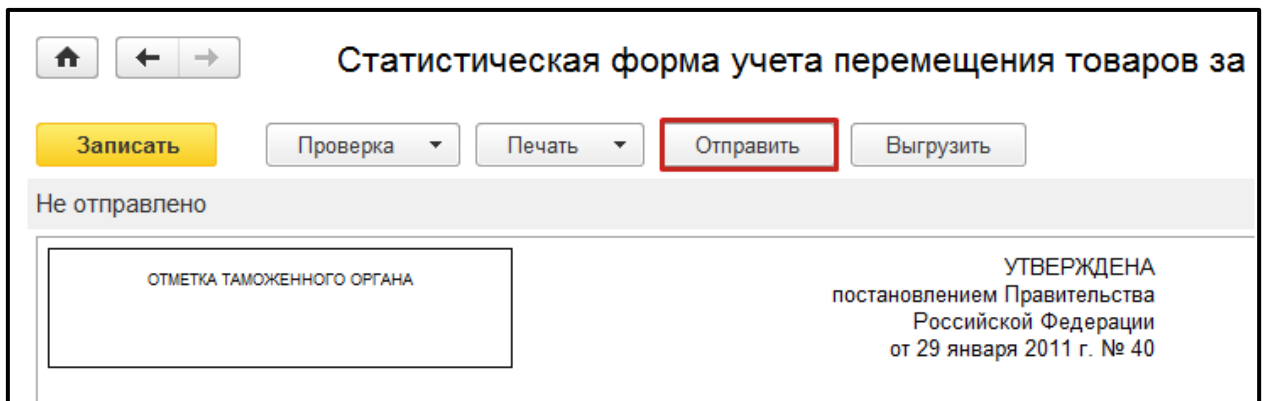 Статистическая форма учета перемещения товаров за
Записать
Проверка
Печать
Отправить
Выгрузить
Не отправлено
ОТМЕТКА ТАМОЖЕННОГО ОРГАНА
УТВЕРЖДЕНА
постановлением Правительства
Российской Федерации
от 29 января 2011 г. № 40